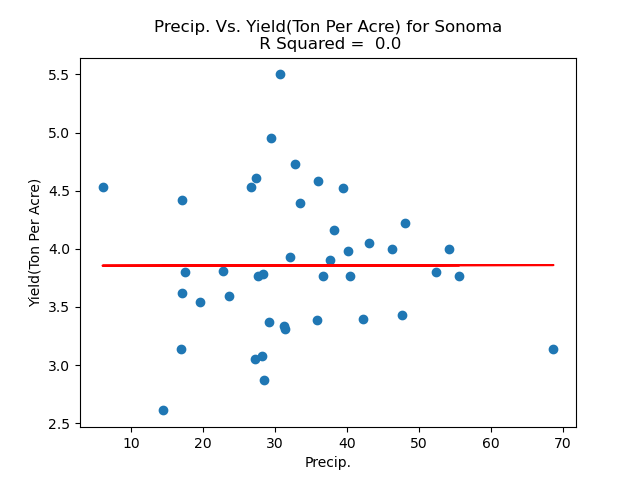 Precip. Vs. Yield(Ton Per Acre) for Sonoma
R Squared =  0.0
5.5
5.0
4.5
4.0
3.5
3.0
2.5
Yield(Ton Per Acre)
10 20 30 40 50 60 70
Precip.